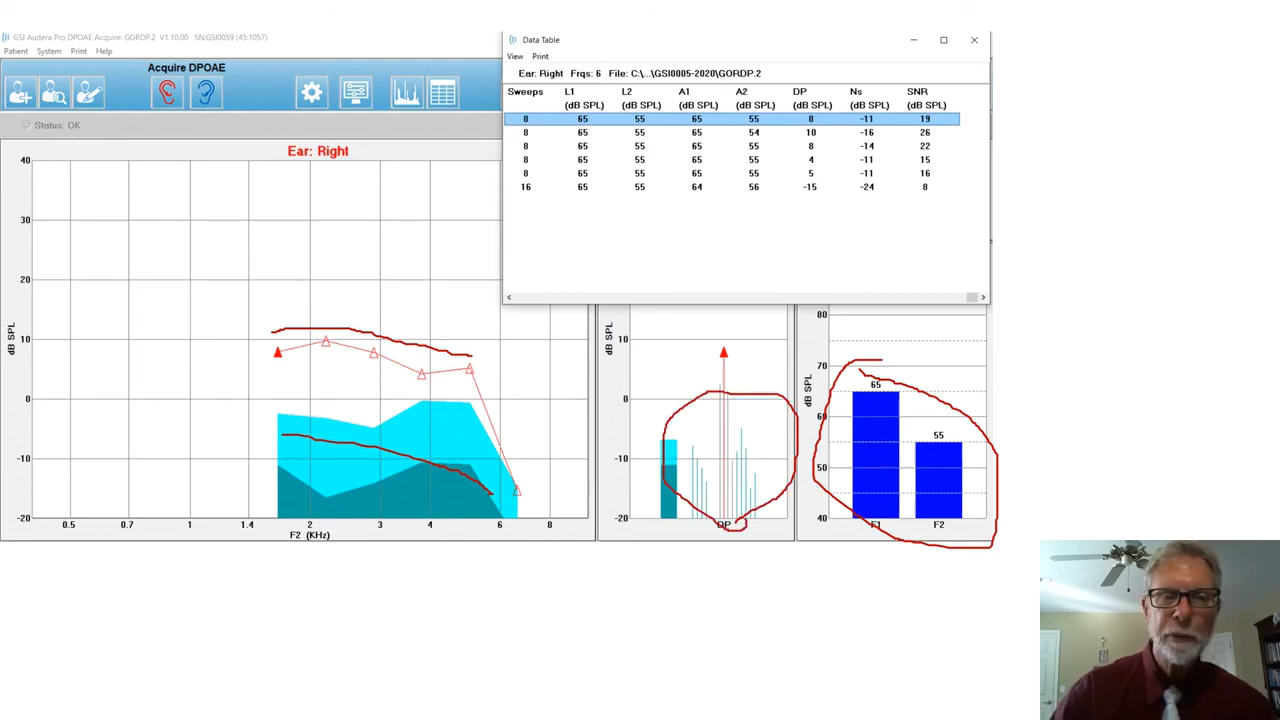 GSI Audera Pro DPOAE Acquire: GORDP.2 V1.10.00 SN:GSI0059 (45:1057)
Patient System Print Help
Acquire DPOAE
Status: OK
Ear: Right
40
30
20
10
0
-10
-20
dB SPL
0.5 0.7 1 1.4 2 3 4 6 8
F2 (KHz)
Data Table
View Print
Ear: Right Frqs: 6 File: C:\...\GSI0005-2020\GORDP.2
Sweeps L1 L2 A1 A2 DP Ns SNR
(dB SPL) (dB SPL) (dB SPL) (dB SPL) (dB SPL) (dB SPL) (dB SPL)
8 65 55 65 55 8 -11 19
8 65 55 65 54 10 -16 26
8 65 55 65 55 8 -14 22
8 65 55 65 55 4 -11 15
8 65 55 65 55 5 -11 16
16 65 55 64 56 -15 -24 8
10
0
-10
-20
dB SPL
DP
80
70
60
50
40
dB SPL
65
55
F1 F2